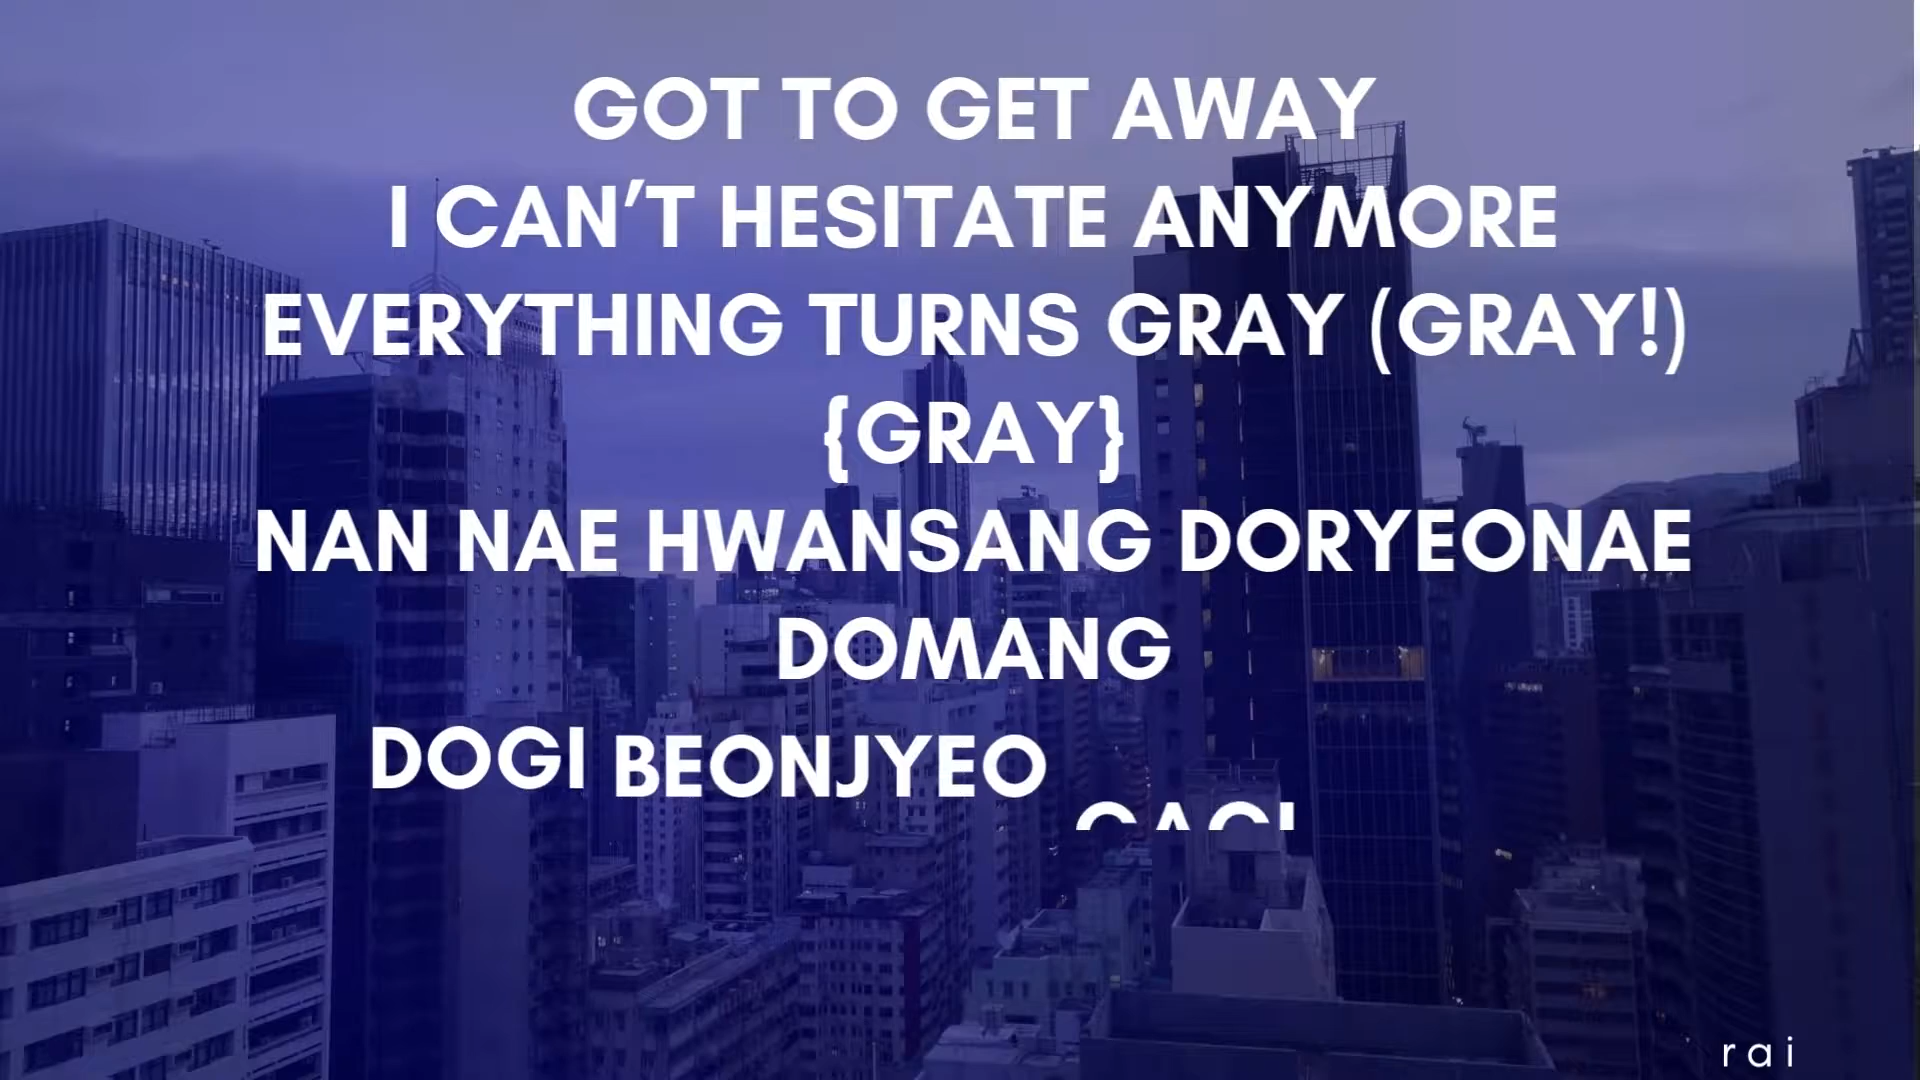 GOT TO GET AWAY
I CAN’T HESITATE ANYMORE
EVERYTHING TURNS GRAY (GRAY!)
{GRAY}
NAN NAE HWANSANG DORYEONAE
DOMANG
DOGI BEONJYEO
rai